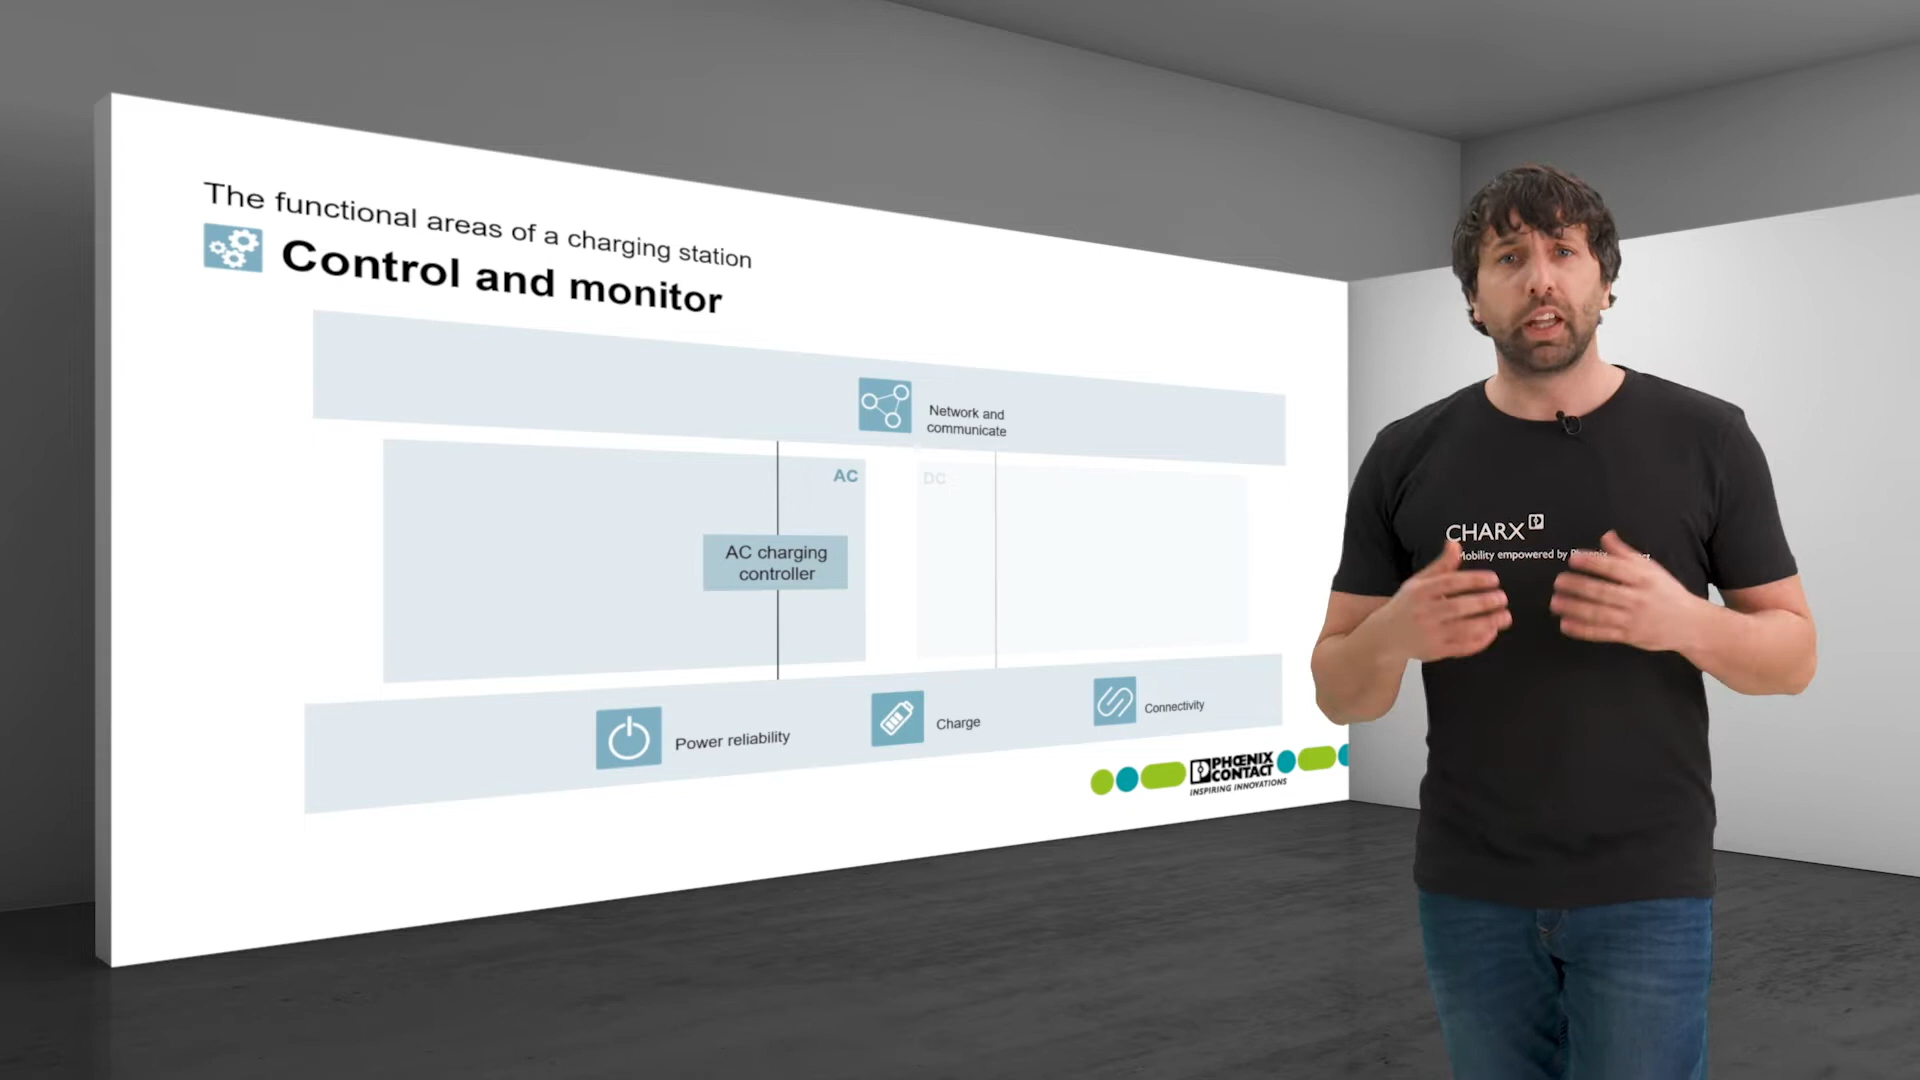 The functional areas of a charging station
Control and monitor
Network and
communicate
AC
DC
AC charging
controller
Power reliability
Charge
Connectivity
PHŒNIX
CONTACT
INSPIRING INNOVATIONS
CHARX
Mobility empowered by Phoenix